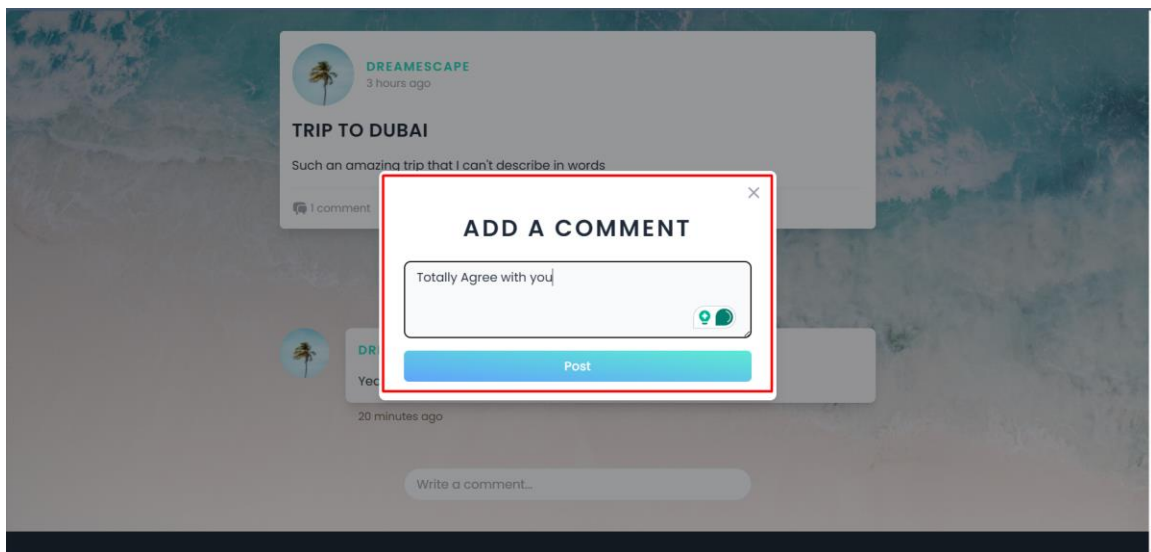 DREAMESCAPE
3 hours ago
TRIP TO DUBAI
Such an amazing trip that I can't describe in words
1 comment
ADD A COMMENT
Totally Agree with you
Post
20 minutes ago
Write a comment...